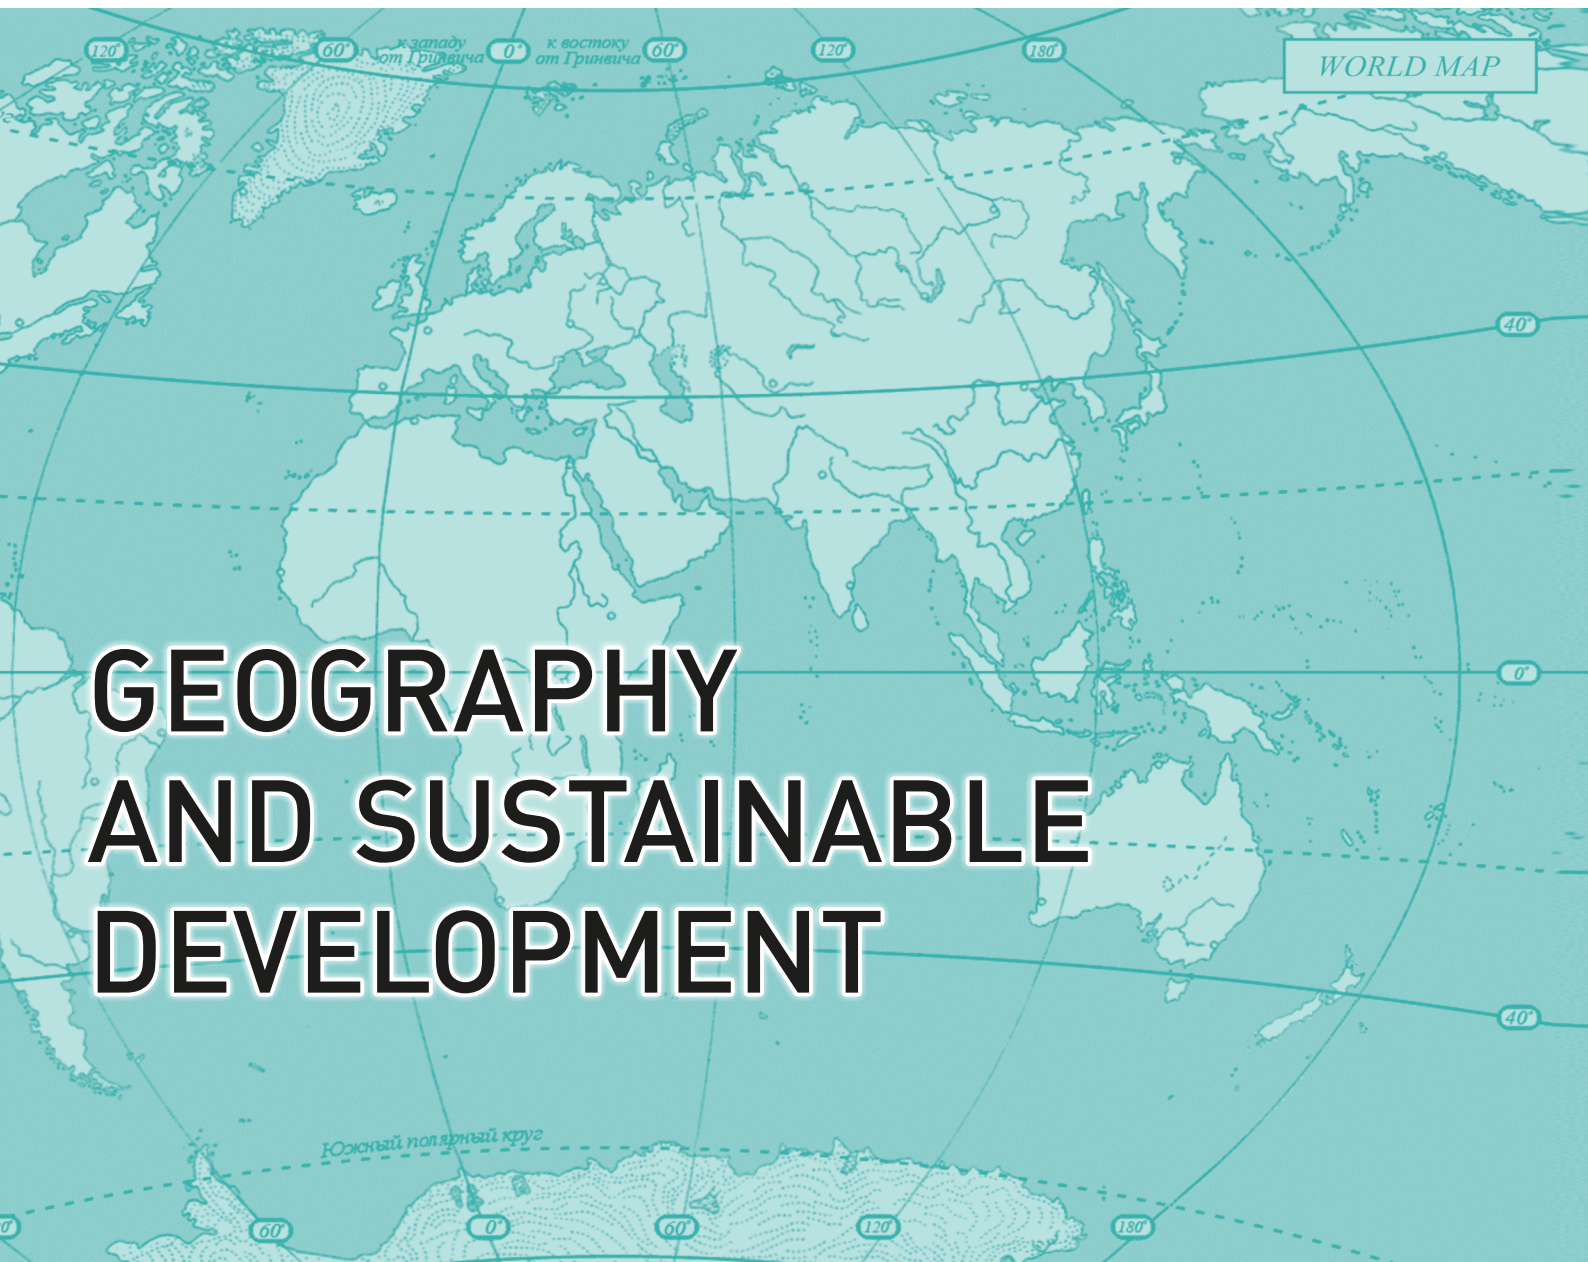 120°
60°
к западу
от Гринвича
0°
к востоку
от Гринвича
60°
120°
180°
WORLD MAP
40°
0°
GEOGRAPHY
AND SUSTAINABLE
DEVELOPMENT
40°
Южный полярный круг
60°
0°
60°
120°
180°